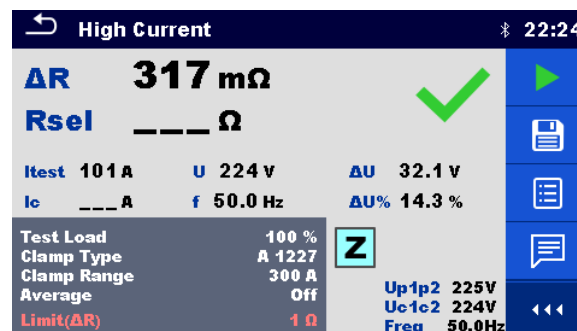 High Current 22:24
ΔR 317 mΩ
Rsel ___ Ω
Itest 101 A U 224 V ΔU 32.1 V
Ic ___ A f 50.0 Hz ΔU% 14.3 %
Test Load 100 %
Clamp Type A 1227
Clamp Range 300 A
Average Off
Limit(ΔR) 1 Ω
Z
Up1p2 225V
Uc1c2 224V
Freq 50.0Hz